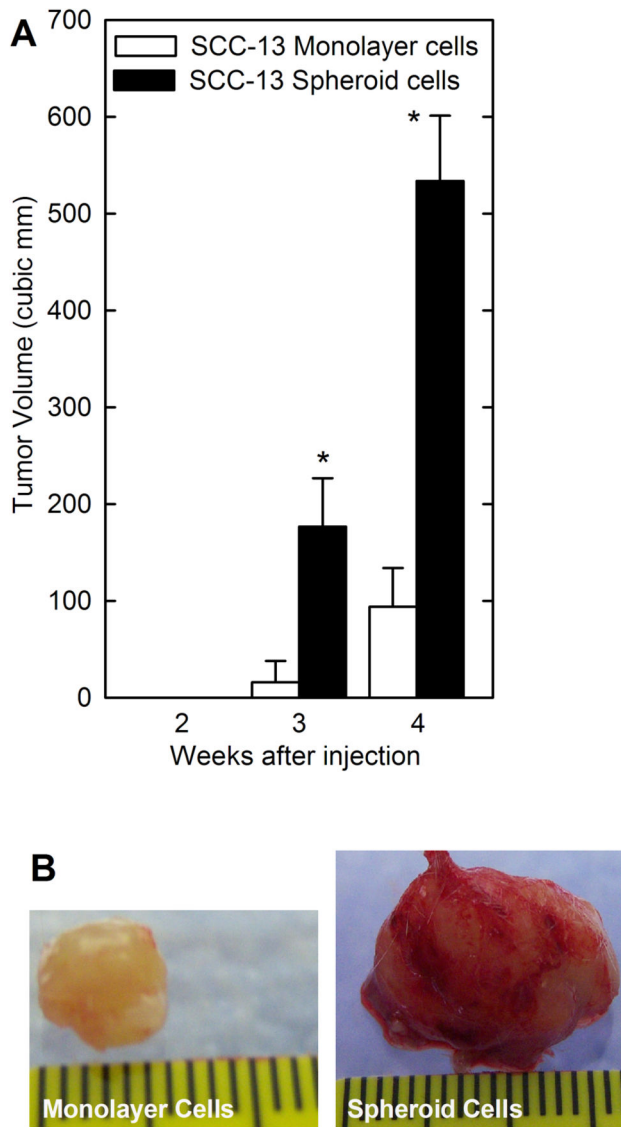 A
SCC-13 Monolayer cells
SCC-13 Spheroid cells
Tumor Volume (cubic mm)
700
600
500
400
300
200
100
0
*
*
2 3 4
Weeks after injection
B
Monolayer Cells
Spheroid Cells